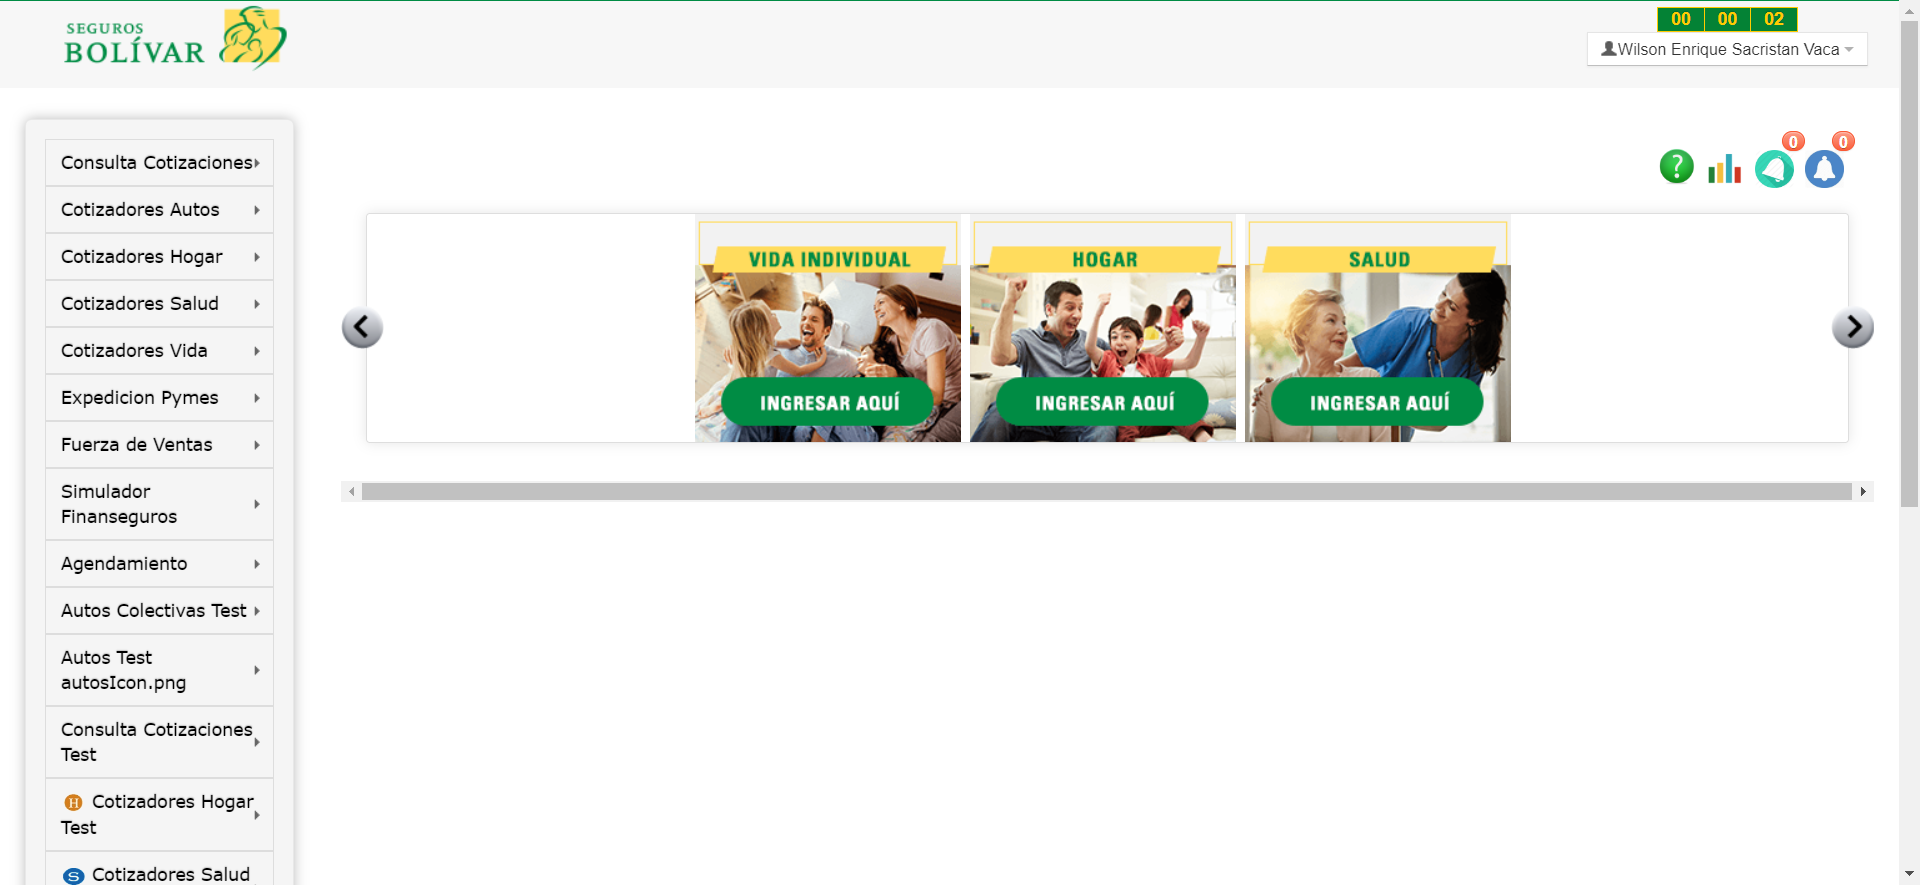 SEGUROS
BOLÍVAR
00 00 02
Wilson Enrique Sacristan Vaca
Consulta Cotizaciones
Cotizadores Autos
Cotizadores Hogar
Cotizadores Salud
Cotizadores Vida
Expedicion Pymes
Fuerza de Ventas
Simulador
Finanseguros
Agendamiento
Autos Colectivas Test
Autos Test
autosIcon.png
Consulta Cotizaciones
Test
H Cotizadores Hogar
Test
S Cotizadores Salud
?
0
0
VIDA INDIVIDUAL
INGRESAR AQUÍ
HOGAR
INGRESAR AQUÍ
SALUD
INGRESAR AQUÍ